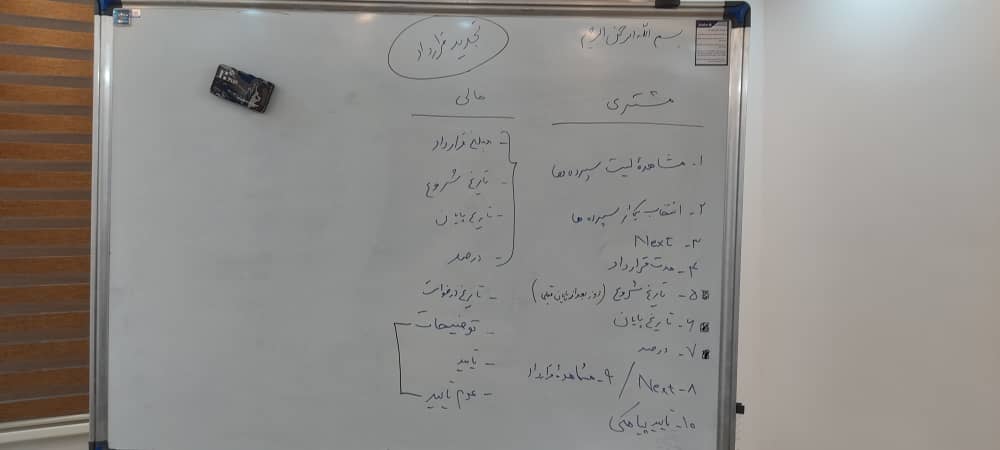 بسم الله الرحمن الرحیم
تجدید قرارداد
مشتری
۱- مشاهدهٔ لیست سپرده ها
۲- انتخاب یکی از سپرده ها
۳- Next
۴- مدت قرارداد
۵- تاریخ شروع (روز بعد از پایان قبلی)
۶- تاریخ پایان
۷- درصد
۸- Next / ۹- مشاهدهٔ قرارداد
۱۰- تایید پیامکی
مالی
- مبلغ قرارداد
- تاریخ شروع
- تاریخ پایان
- درصد
- تاریخ درخواست
- توضیحات
- تایید
- عدم تایید